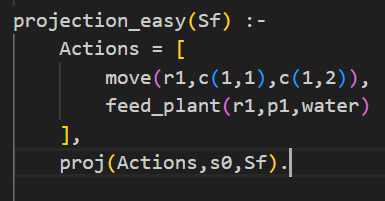 projection_easy(Sf) :-
    Actions = [
        move(r1,c(1,1),c(1,2)),
        feed_plant(r1,p1,water)
    ],
    proj(Actions,s0,Sf).